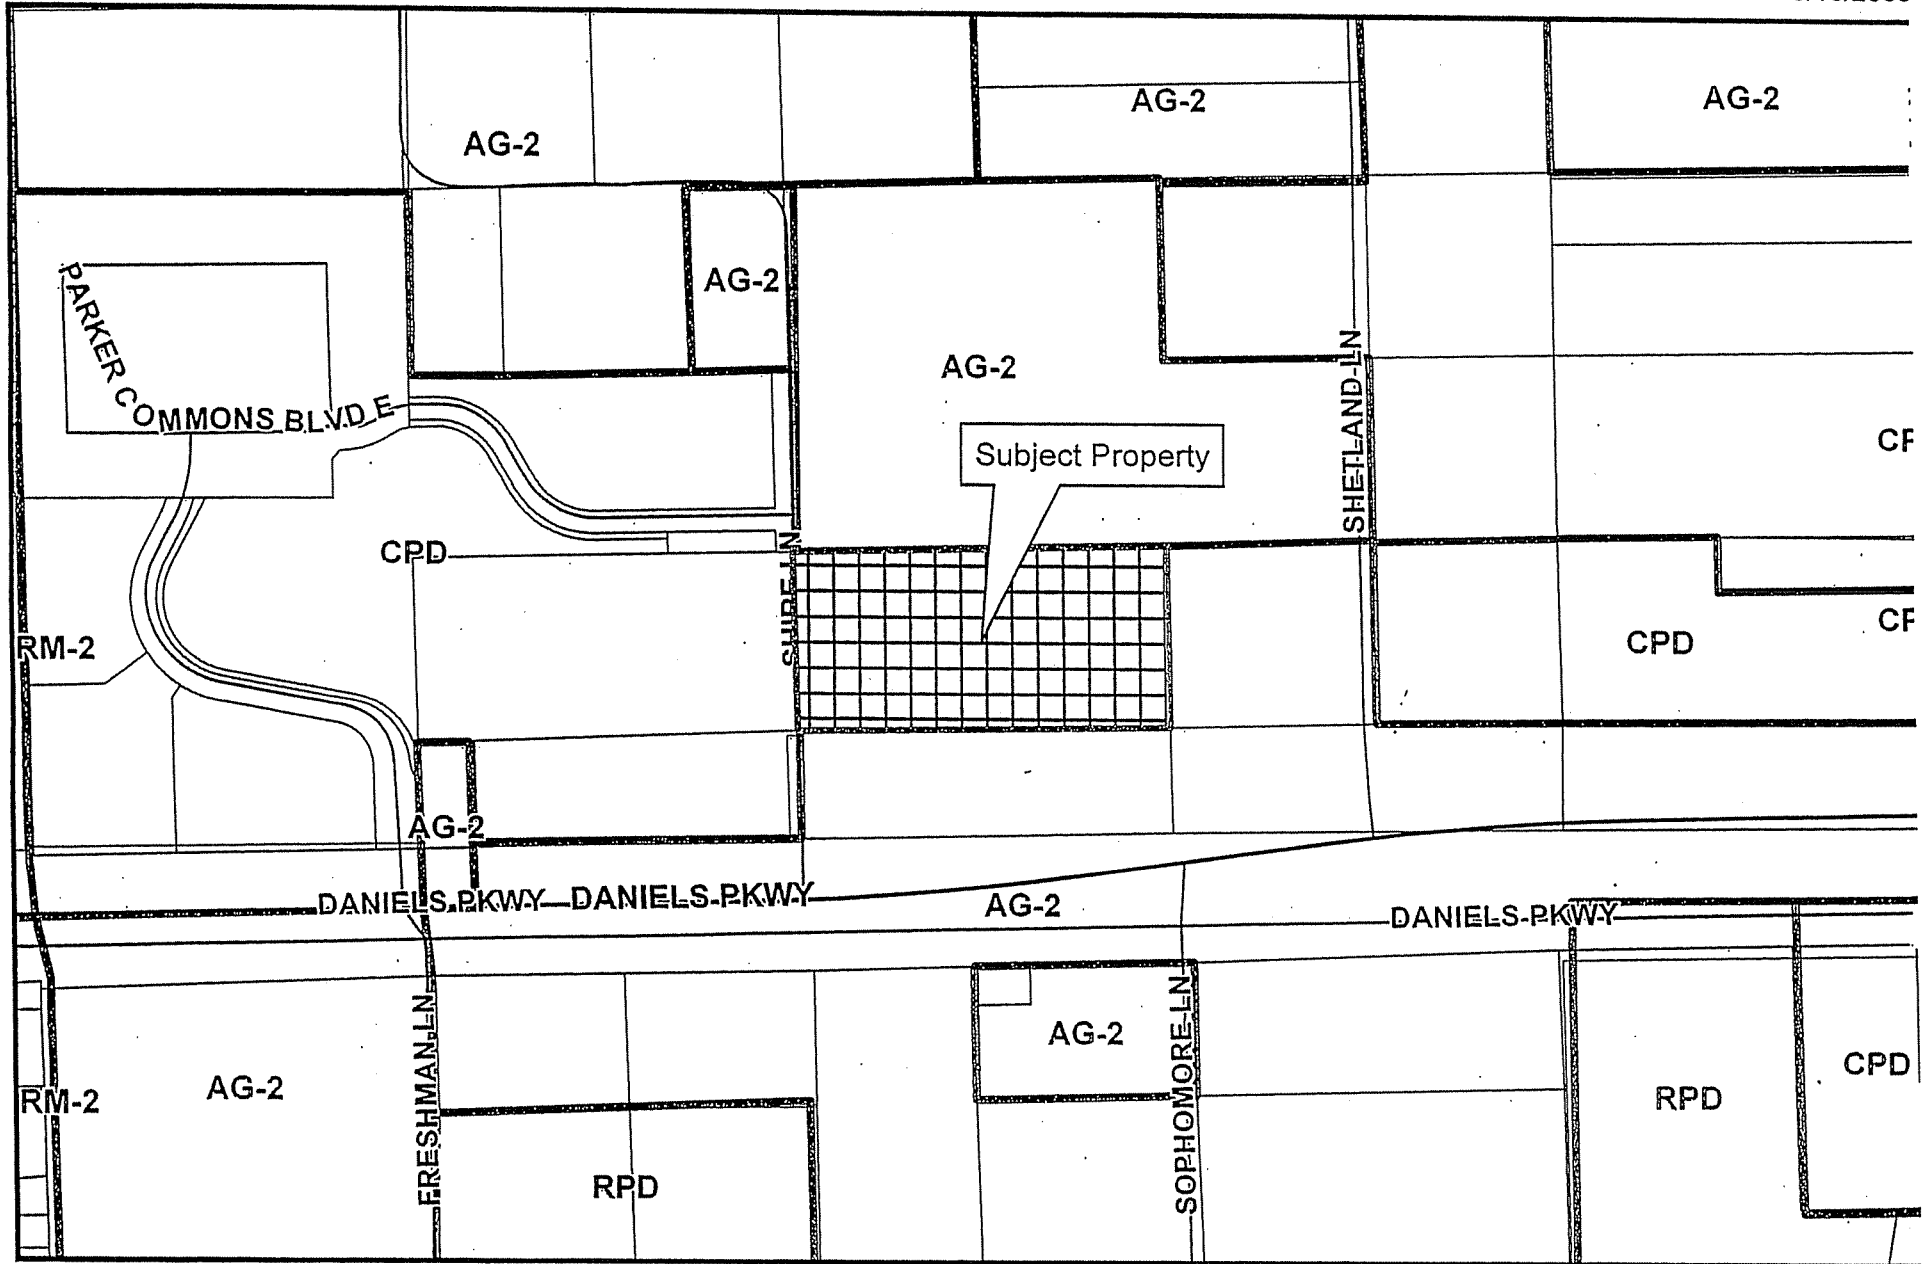 AG-2
AG-2
AG-2
AG-2
AG-2
PARKER COMMONS BLVD E
SHETLAND LN
Subject Property
CPD
RM-2
CPD
AG-2
DANIELS PKWY
DANIELS PKWY
AG-2
DANIELS PKWY
FRESHMAN LN
SOPHOMORE LN
AG-2
RM-2
AG-2
RPD
CPD
RPD